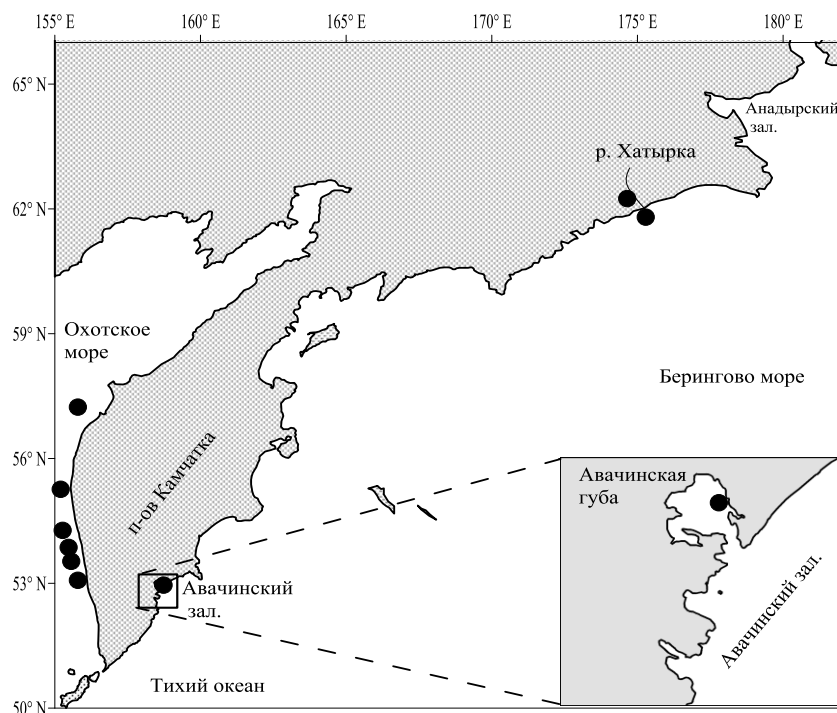 155° E
160° E
165° E
170° E
175° E
180° E
65° N
Анадырский
зал.
р. Хатырка
62° N
59° N
Охотское
море
Берингово море
п-ов Камчатка
56° N
Авачинская
губа
53° N
Авачинский
зал.
Авачинский зал.
Тихий океан
50° N